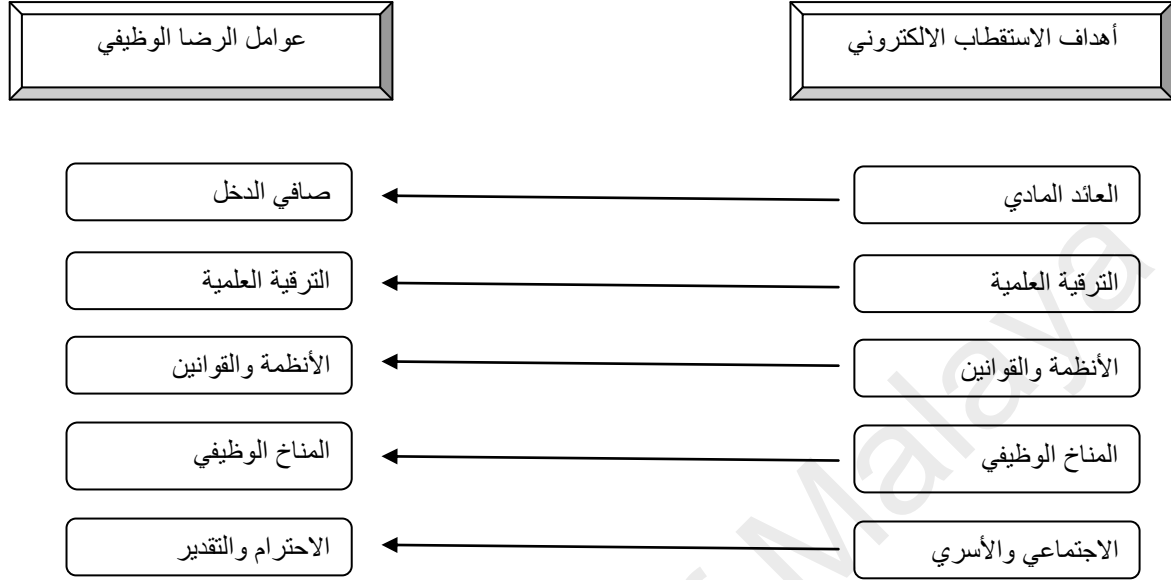 أهداف الاستقطاب الالكتروني
عوامل الرضا الوظيفي
العائد المادي
صافي الدخل
الترقية العلمية
الترقية العلمية
الأنظمة والقوانين
الأنظمة والقوانين
المناخ الوظيفي
المناخ الوظيفي
الاجتماعي والأسري
الاحترام والتقدير
Malaya